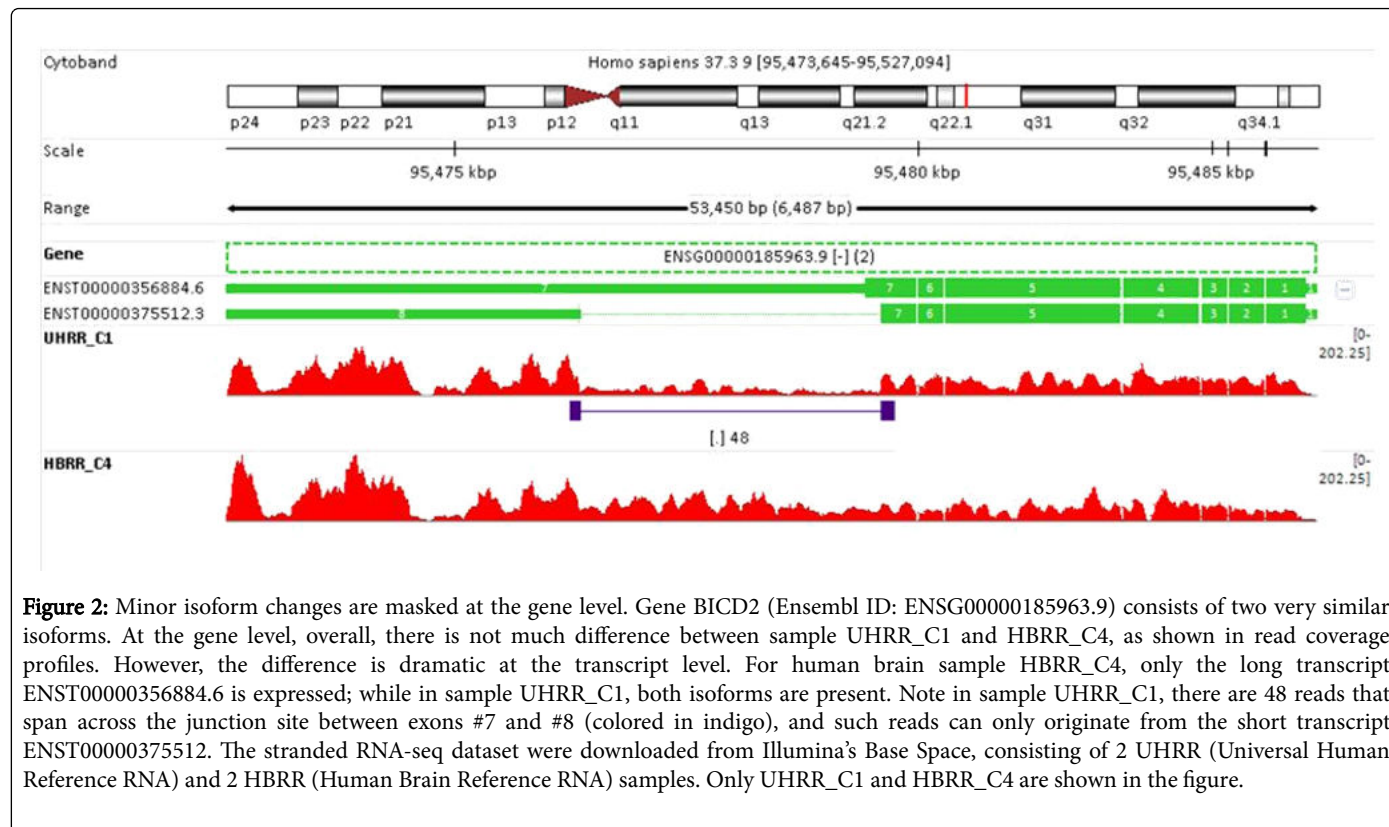 Cytoband
Homo sapiens 37.3 9 [95,473,645-95,527,094]
p24 p23 p22 p21 p13 p12 q11 q13 q21.2 q22.1 q31 q32 q34.1
Scale
95,475 kbp 95,480 kbp 95,485 kbp
Range
53,450 bp (6,487 bp)
Gene
ENSG00000185963.9 [-] (2)
ENST00000356884.6 7 7 6 5 4 3 2 1 1
ENST00000375512.3 8 7 6 5 4 3 2 1 1
UHRR_C1
[0-
202.25]
[.] 48
HBRR_C4
[0-
202.25]
Figure 2: Minor isoform changes are masked at the gene level. Gene BICD2 (Ensembl ID: ENSG00000185963.9) consists of two very similar
isoforms. At the gene level, overall, there is not much difference between sample UHRR_C1 and HBRR_C4, as shown in read coverage
profiles. However, the difference is dramatic at the transcript level. For human brain sample HBRR_C4, only the long transcript
ENST00000356884.6 is expressed; while in sample UHRR_C1, both isoforms are present. Note in sample UHRR_C1, there are 48 reads that
span across the junction site between exons #7 and #8 (colored in indigo), and such reads can only originate from the short transcript
ENST00000375512. The stranded RNA-seq dataset were downloaded from Illumina's Base Space, consisting of 2 UHRR (Universal Human
Reference RNA) and 2 HBRR (Human Brain Reference RNA) samples. Only UHRR_C1 and HBRR_C4 are shown in the figure.